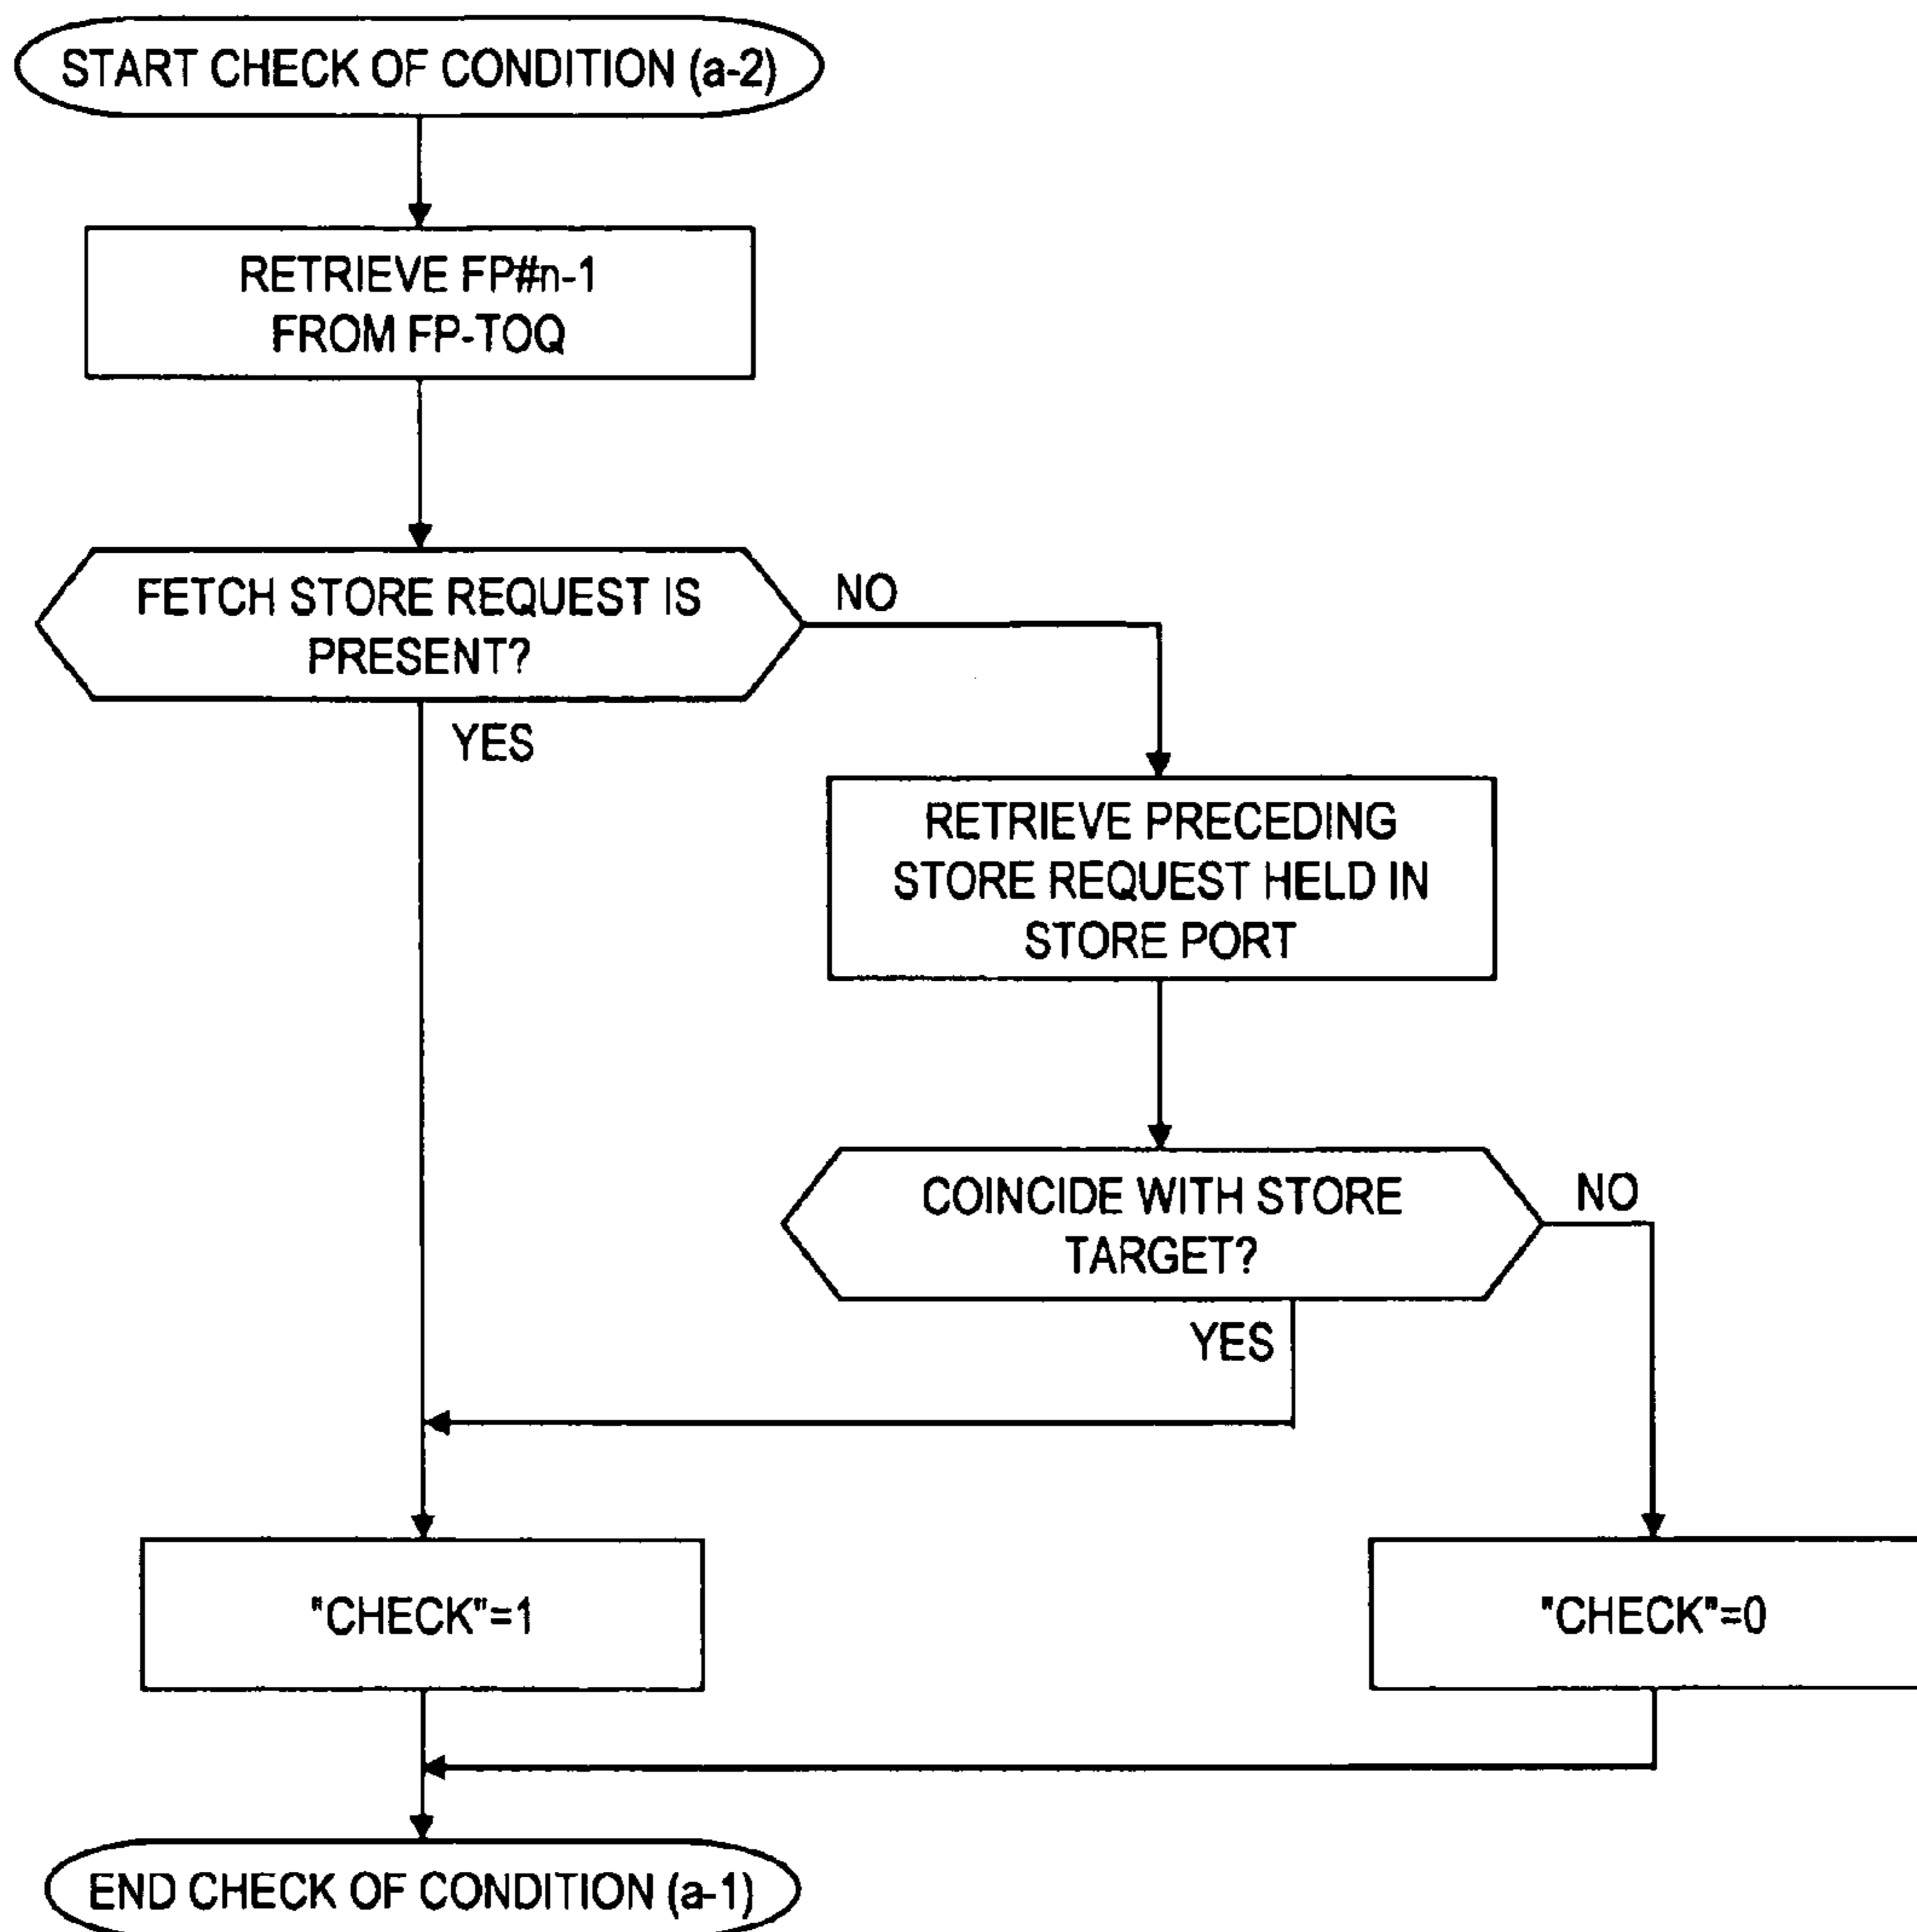 START CHECK OF CONDITION (a-2)
RETRIEVE FP#n-1
FROM FP-TOQ
FETCH STORE REQUEST IS
PRESENT?
NO
YES
RETRIEVE PRECEDING
STORE REQUEST HELD IN
STORE PORT
COINCIDE WITH STORE
TARGET?
NO
YES
"CHECK"=1
"CHECK"=0
END CHECK OF CONDITION (a-1)